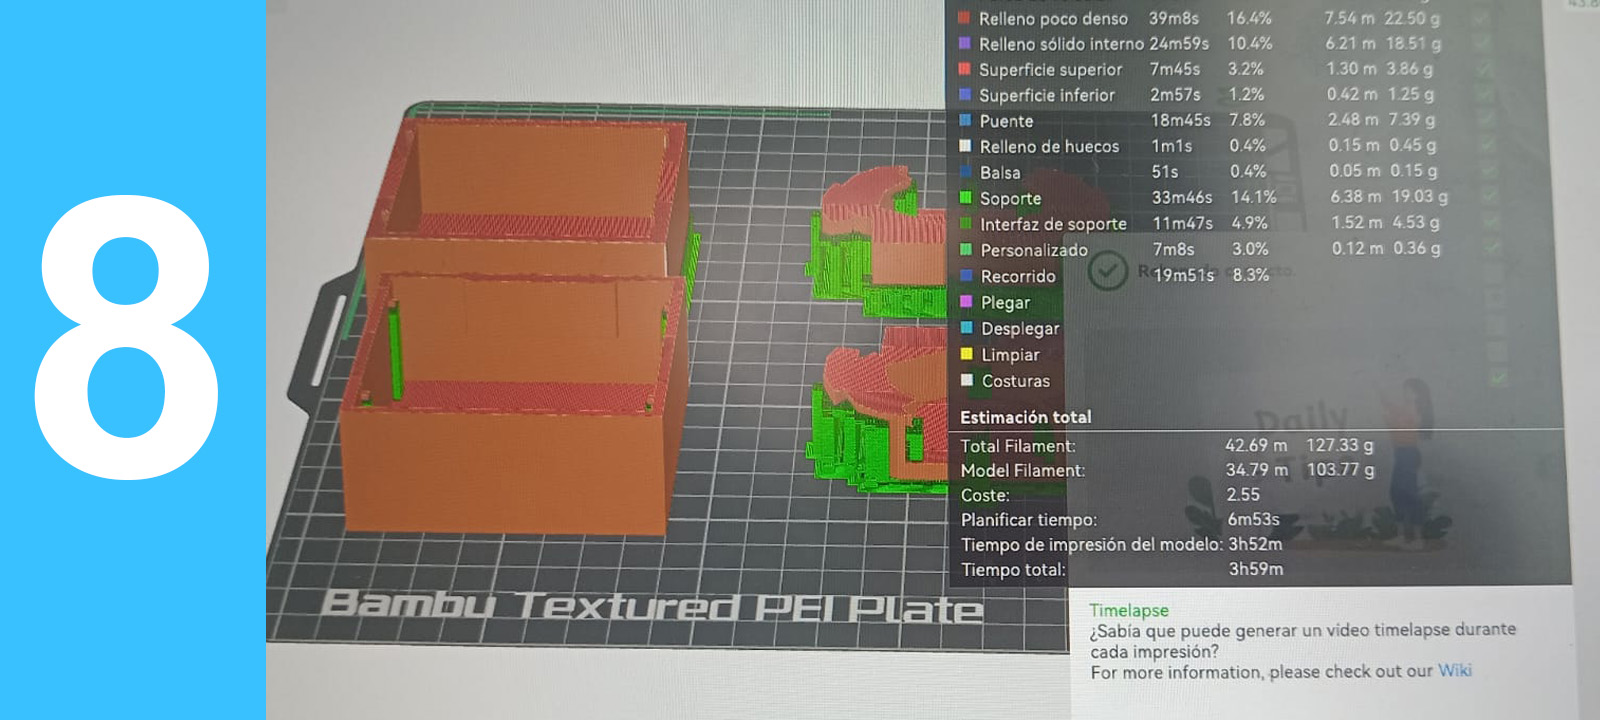 8
Relleno poco denso 39m8s 16.4% 7.54 m 22.50 g
Relleno sólido interno 24m59s 10.4% 6.21 m 18.51 g
Superficie superior 7m45s 3.2% 1.30 m 3.86 g
Superficie inferior 2m57s 1.2% 0.42 m 1.25 g
Puente 18m45s 7.8% 2.48 m 7.39 g
Relleno de huecos 1m1s 0.4% 0.15 m 0.45 g
Balsa 51s 0.4% 0.05 m 0.15 g
Soporte 33m46s 14.1% 6.38 m 19.03 g
Interfaz de soporte 11m47s 4.9% 1.52 m 4.53 g
Personalizado 7m8s 3.0% 0.12 m 0.36 g
Recorrido 19m51s 8.3%
Plegar
Desplegar
Limpiar
Costuras
Estimación total
Daily
Tip
Total Filament: 42.69 m 127.33 g
Model Filament: 34.79 m 103.77 g
Coste: 2.55
Planificar tiempo: 6m53s
Tiempo de impresión del modelo: 3h52m
Tiempo total: 3h59m
Bambu Textured PEI Plate
Timelapse
¿Sabía que puede generar un video timelapse durante
cada impresión?
For more information, please check out our Wiki